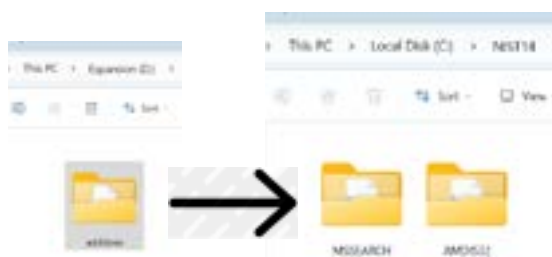 This PC > Expansion (D:) >
Sort
This PC > Local Disk (C:) > NIST14
Sort
View
MSSEARCH
AMDIS32